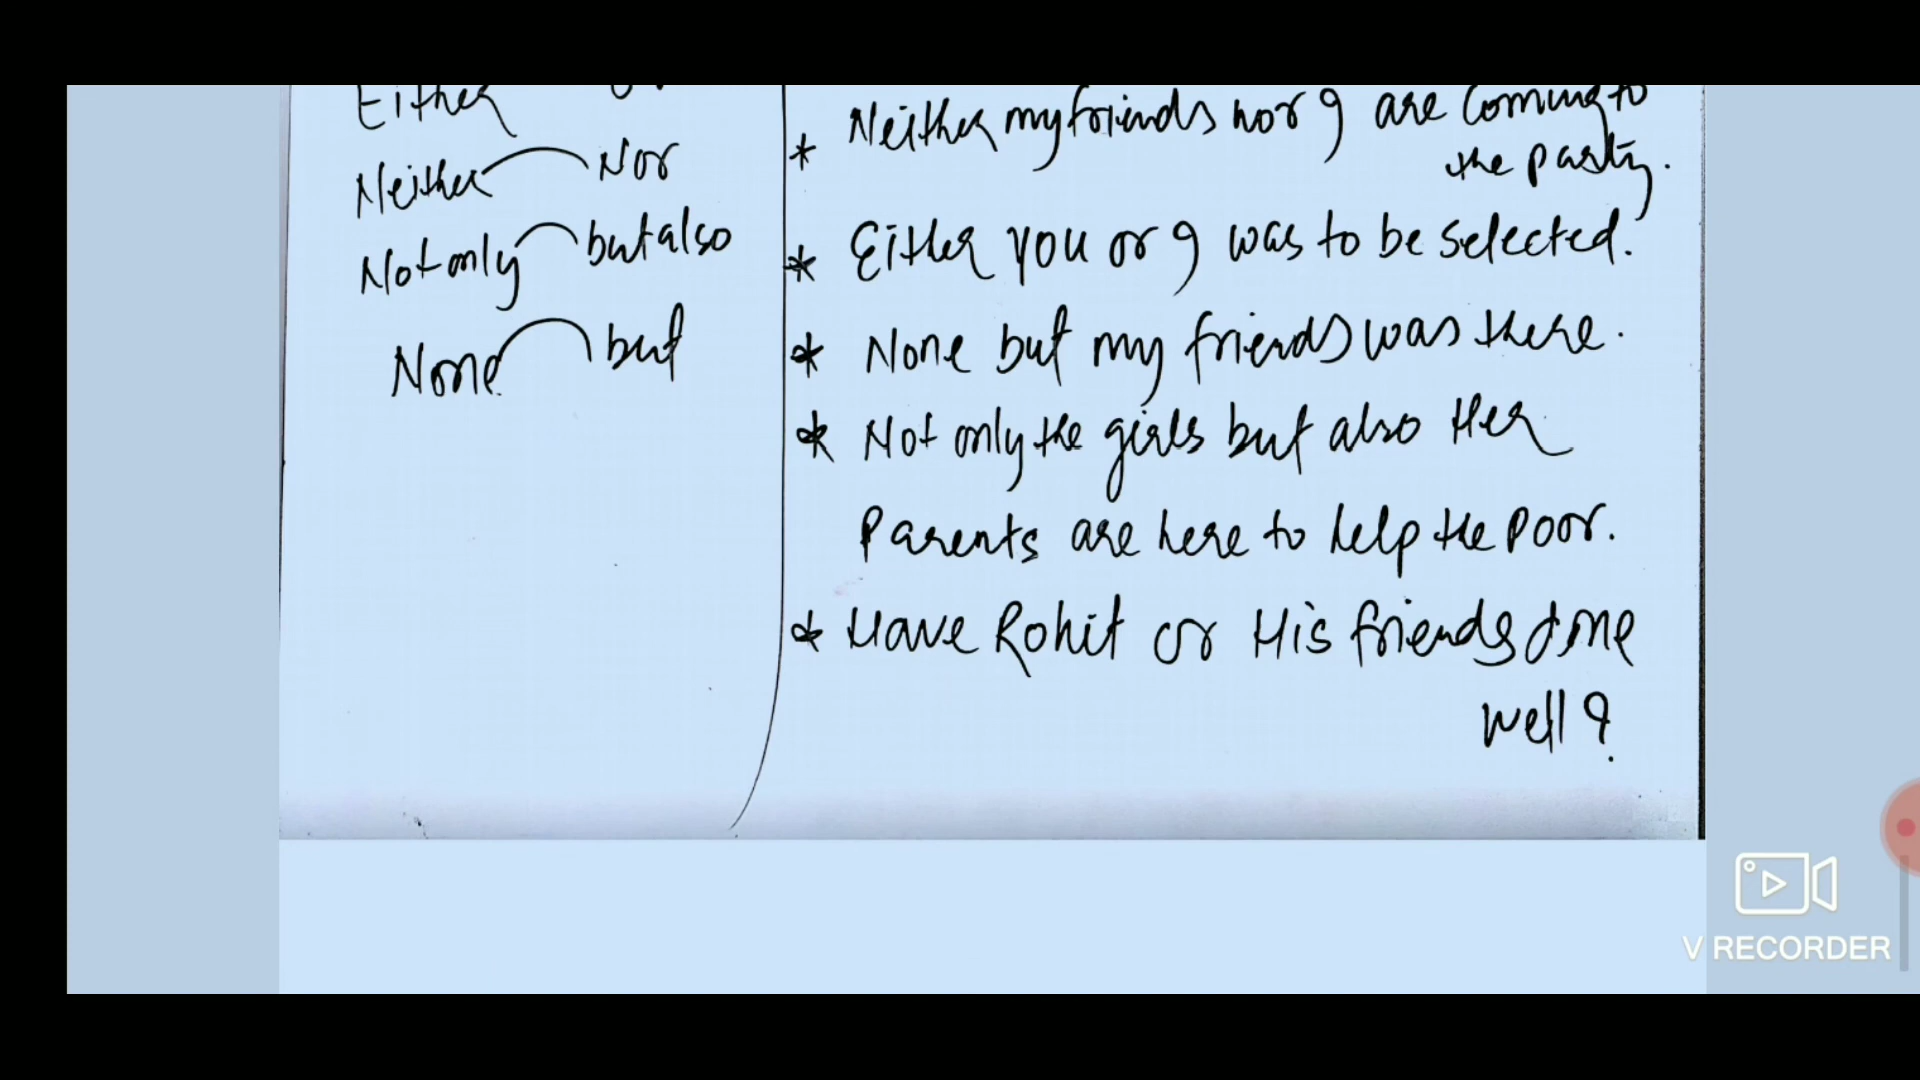 Either
Neither Nor
Not only but also
None but
* Neither my friends nor I are coming to
the party.
* Either you or I was to be selected.
* None but my friends was there.
* Not only the girls but also Her
Parents are here to help the Poor.
* Have Rohit or His friends done
well?
V RECORDER